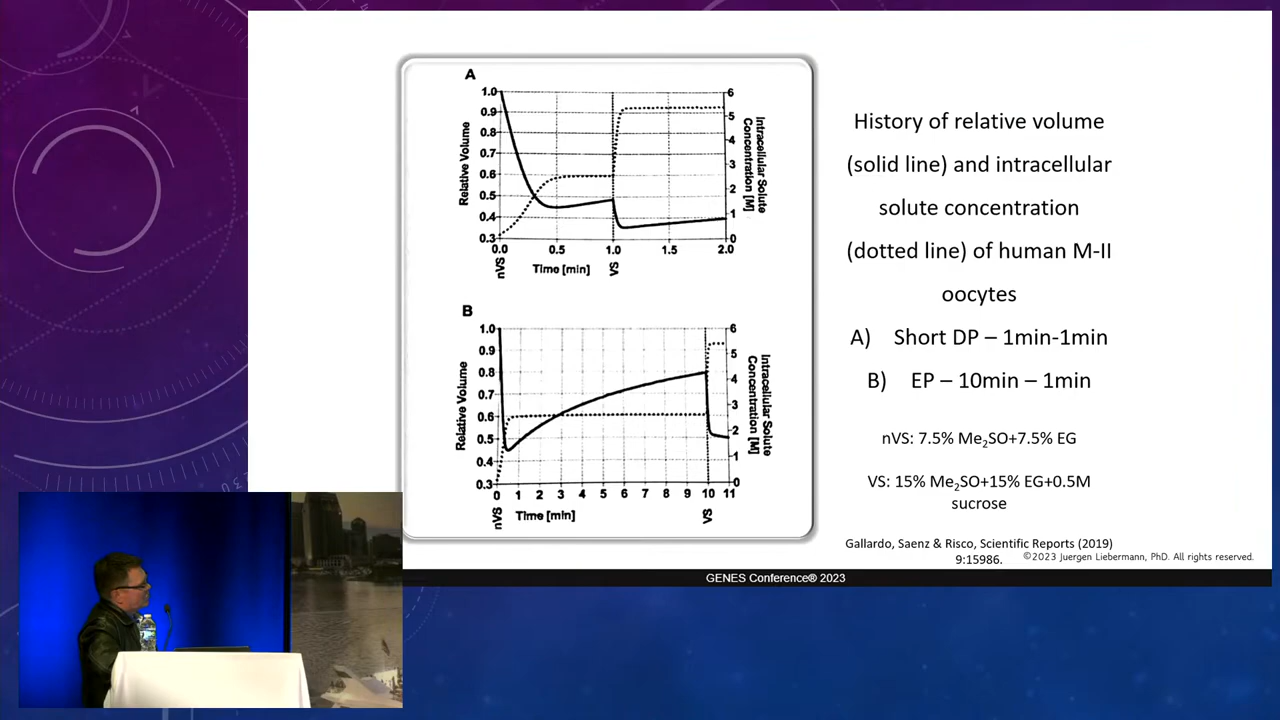 A
1.0
0.9
0.8
0.7
0.6
0.5
0.4
0.3
Relative Volume
6
5
4
3
2
1
0
Intracellular Solute
Concentration [M]
0.0 0.5 1.0 1.5 2.0
nVS Time [min] VS
B
1.0
0.9
0.8
0.7
0.6
0.5
0.4
0.3
Relative Volume
6
5
4
3
2
1
0
Intracellular Solute
Concentration [M]
0 1 2 3 4 5 6 7 8 9 10 11
nVS Time [min] VS
History of relative volume
(solid line) and intracellular
solute concentration
(dotted line) of human M-II
oocytes
A) Short DP – 1min-1min
B) EP – 10min – 1min
nVS: 7.5% Me₂SO+7.5% EG
VS: 15% Me₂SO+15% EG+0.5M
sucrose
Gallardo, Saenz & Risco, Scientific Reports (2019)
9:15986.
©2023 Juergen Liebermann, PhD. All rights reserved.
GENES Conference® 2023